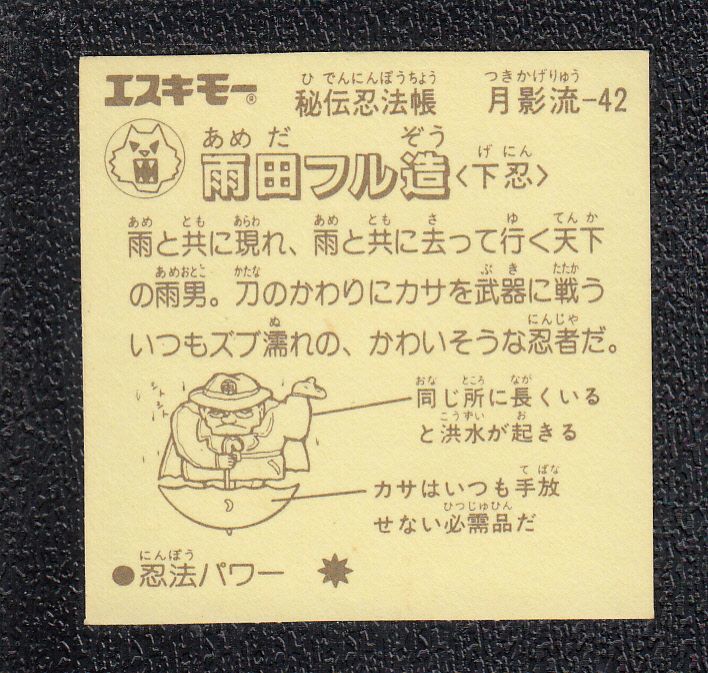 エスキモー®
秘伝忍法帳 月影流-42
ひでんにんぽうちょう つきかげりゅう
あめだ ぞう
雨田フル造〈下忍〉
げにん
あめ とも あらわ あめ とも さ ゆ てんか
雨と共に現れ、雨と共に去って行く天下
あめおとこ かたな ぶき たたか
の雨男。刀のかわりにカサを武器に戦う
ぬ にんじゃ
いつもズブ濡れの、かわいそうな忍者だ。
おな ところ なが
同じ所に長くいる
こうずい お
と洪水が起きる
て ばな
カサはいつも手放
ひつじゅひん
せない必需品だ
にんぽう
●忍法パワー